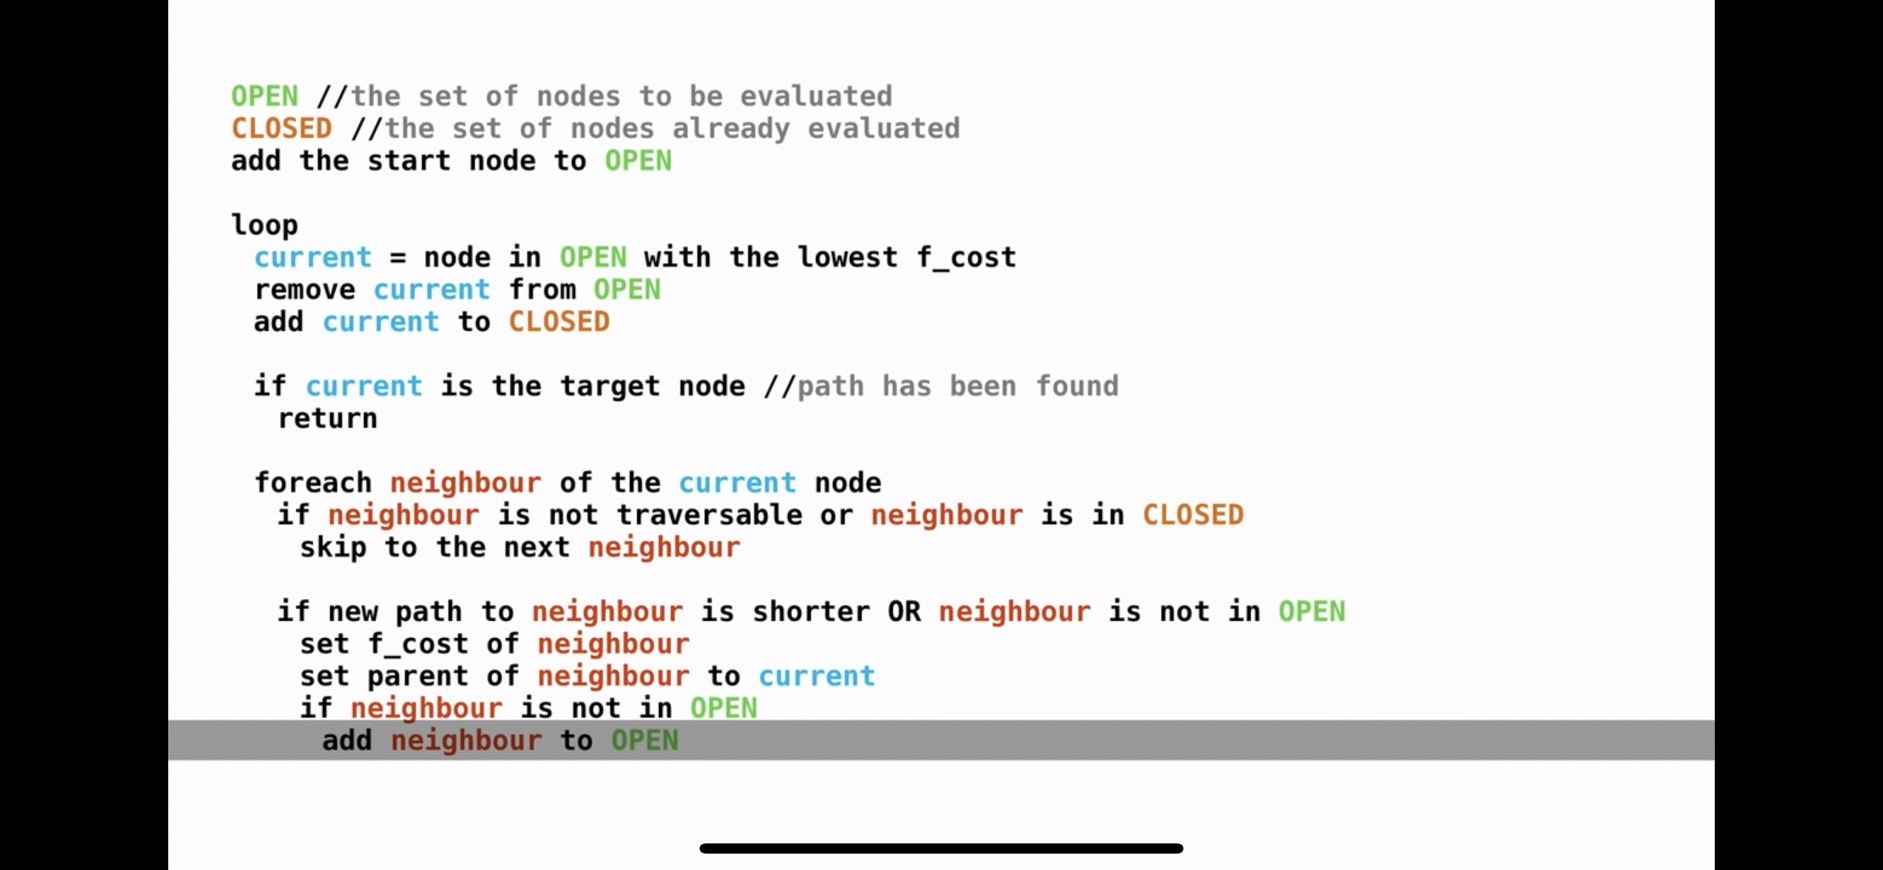 OPEN //the set of nodes to be evaluated
CLOSED //the set of nodes already evaluated
add the start node to OPEN
loop
current = node in OPEN with the lowest f_cost
remove current from OPEN
add current to CLOSED
if current is the target node //path has been found
return
foreach neighbour of the current node
if neighbour is not traversable or neighbour is in CLOSED
skip to the next neighbour
if new path to neighbour is shorter OR neighbour is not in OPEN
set f_cost of neighbour
set parent of neighbour to current
if neighbour is not in OPEN
add neighbour to OPEN